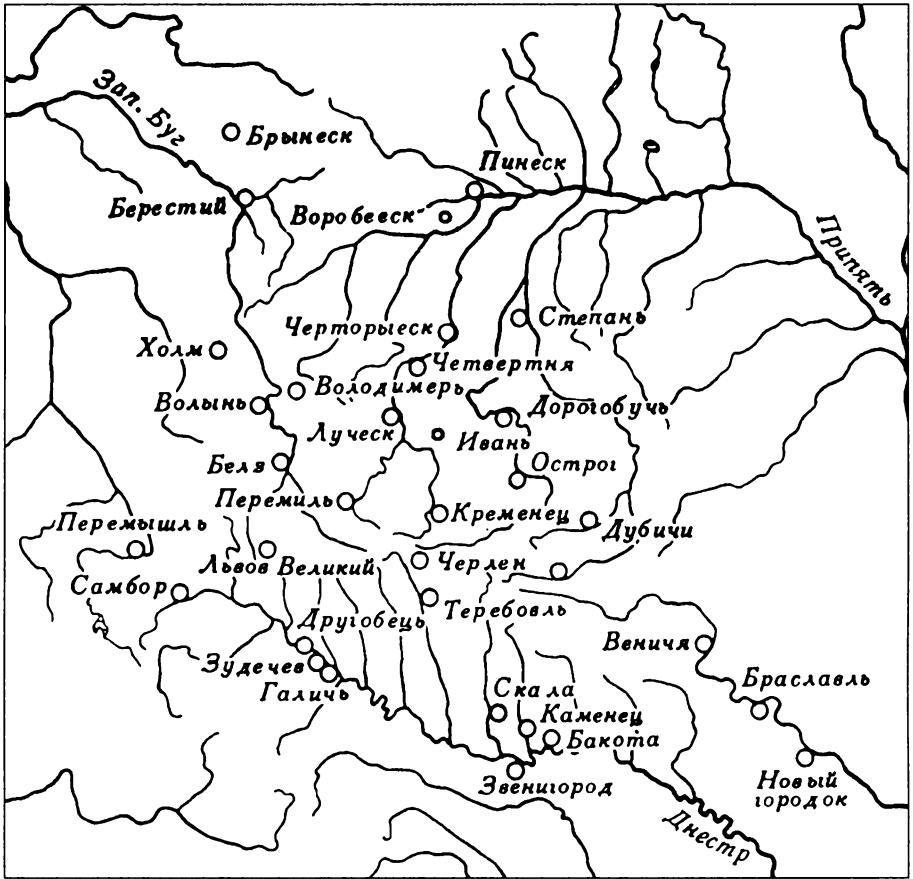 Зап. Буг
Брынеск
Пинеск
Берестий
Воробевск
Припять
Черторыеск
Степань
Холм
Четвертня
Володимерь
Волынь
Дорогобучь
Луческ
Ивань
Белз
Острог
Перемиль
Кременец
Перемышль
Дубичи
Львов Великий
Черлен
Самбор
Теребовль
Другобець
Веничя
Зудечев
Галичь
Скала
Браславль
Каменец
Бакота
Звенигород
Новый
городок
Днестр